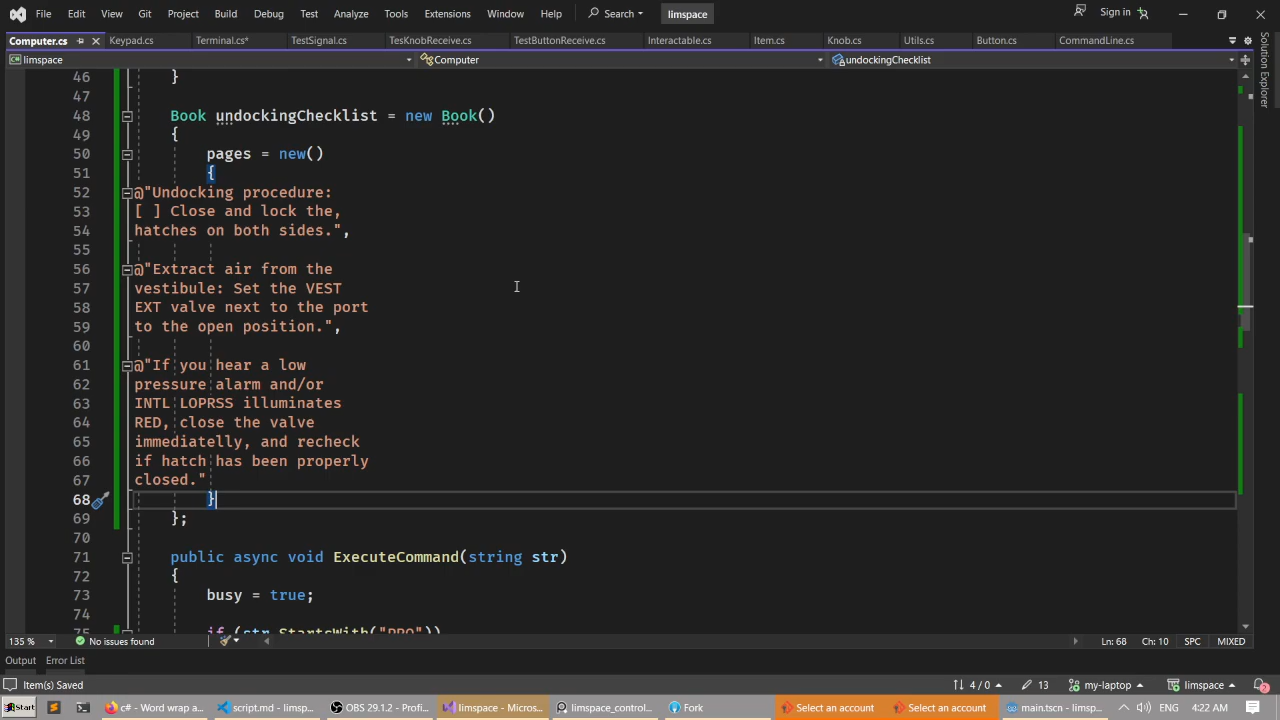 File Edit View Git Project Build Debug Test Analyze Tools Extensions Window Help Search limspace Sign in
Computer.cs Keypad.cs Terminal.cs* TestSignal.cs TesKnobReceive.cs TestButtonReceive.cs Interactable.cs Item.cs Knob.cs Utils.cs Button.cs CommandLine.cs
limspace Computer undockingChecklist
Solution Explorer
46 }
47
48 Book undockingChecklist = new Book()
49 {
50 pages = new()
51 {
52 @"Undocking procedure:
53 [ ] Close and lock the,
54 hatches on both sides.",
55
56 @"Extract air from the
57 vestibule: Set the VEST
58 EXT valve next to the port
59 to the open position.",
60
61 @"If you hear a low
62 pressure alarm and/or
63 INTL LOPRSS illuminates
64 RED, close the valve
65 immediatelly, and recheck
66 if hatch has been properly
67 closed."
68 }
69 };
70
71 public async void ExecuteCommand(string str)
72 {
73 busy = true;
74
75 if (str.StartsWith("PRO"))
135 % No issues found Ln: 68 Ch: 10 SPC MIXED
Output Error List
Item(s) Saved 4 / 0 13 my-laptop limspace 2
Start c# - Word wrap a... script.md - limsp... OBS 29.1.2 - Profi... limspace - Micros... limspace_control... Fork Select an account Select an account main.tscn - limsp... ENG 4:22 AM